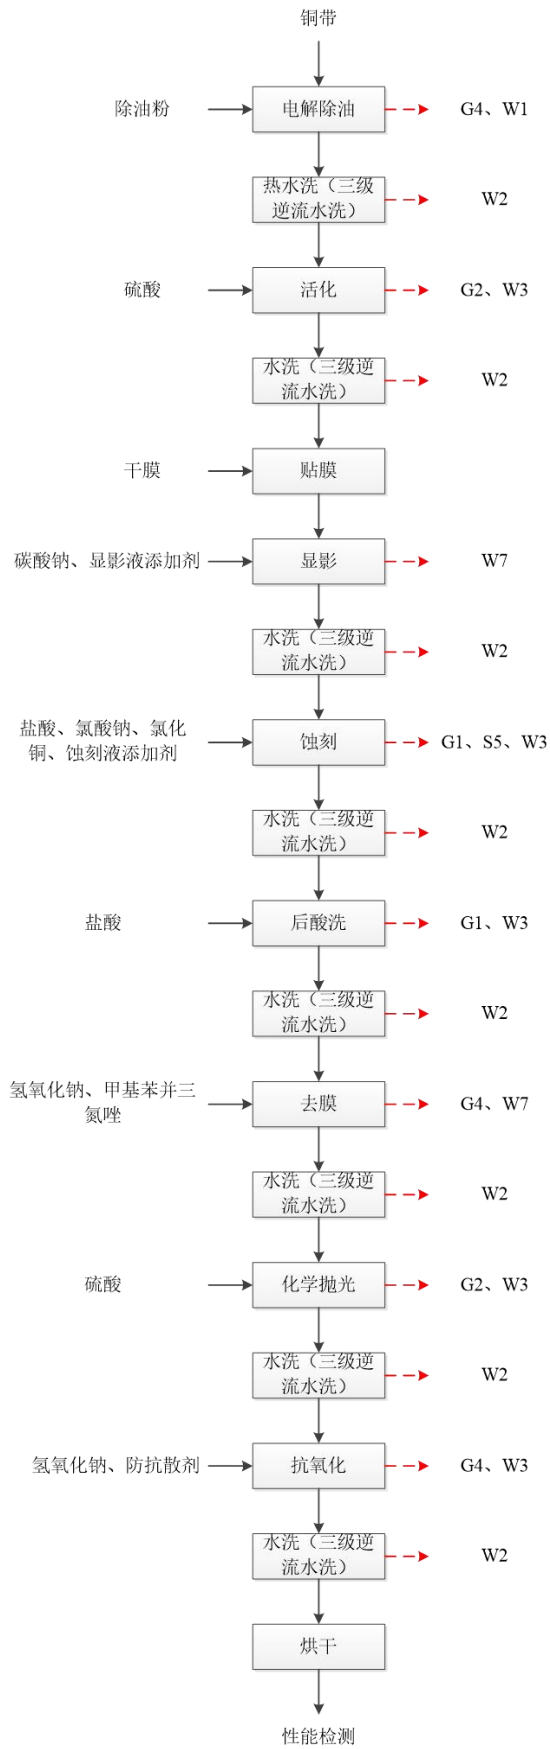 铜带
除油粉
电解除油
G4、W1
热水洗（三级
逆流水洗）
W2
硫酸
活化
G2、W3
水洗（三级逆
流水洗）
W2
干膜
贴膜
碳酸钠、显影液添加剂
显影
W7
水洗（三级逆
流水洗）
W2
盐酸、氯酸钠、氯化
铜、蚀刻液添加剂
蚀刻
G1、S5、W3
水洗（三级逆
流水洗）
W2
盐酸
后酸洗
G1、W3
水洗（三级逆
流水洗）
W2
氢氧化钠、甲基苯并三
氮唑
去膜
G4、W7
水洗（三级逆
流水洗）
W2
硫酸
化学抛光
G2、W3
水洗（三级逆
流水洗）
W2
氢氧化钠、防抗散剂
抗氧化
G4、W3
水洗（三级逆
流水洗）
W2
烘干
性能检测